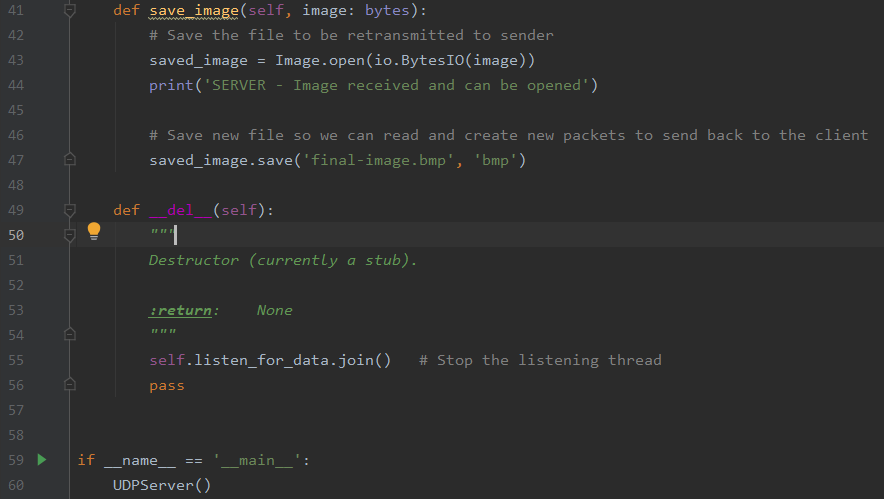 41 def save_image(self, image: bytes):
42 # Save the file to be retransmitted to sender
43 saved_image = Image.open(io.BytesIO(image))
44 print('SERVER - Image received and can be opened')
45
46 # Save new file so we can read and create new packets to send back to the client
47 saved_image.save('final-image.bmp', 'bmp')
48
49 def __del__(self):
50 """
51 Destructor (currently a stub).
52
53 :return: None
54 """
55 self.listen_for_data.join() # Stop the listening thread
56 pass
57
58
59 if __name__ == '__main__':
60 UDPServer()